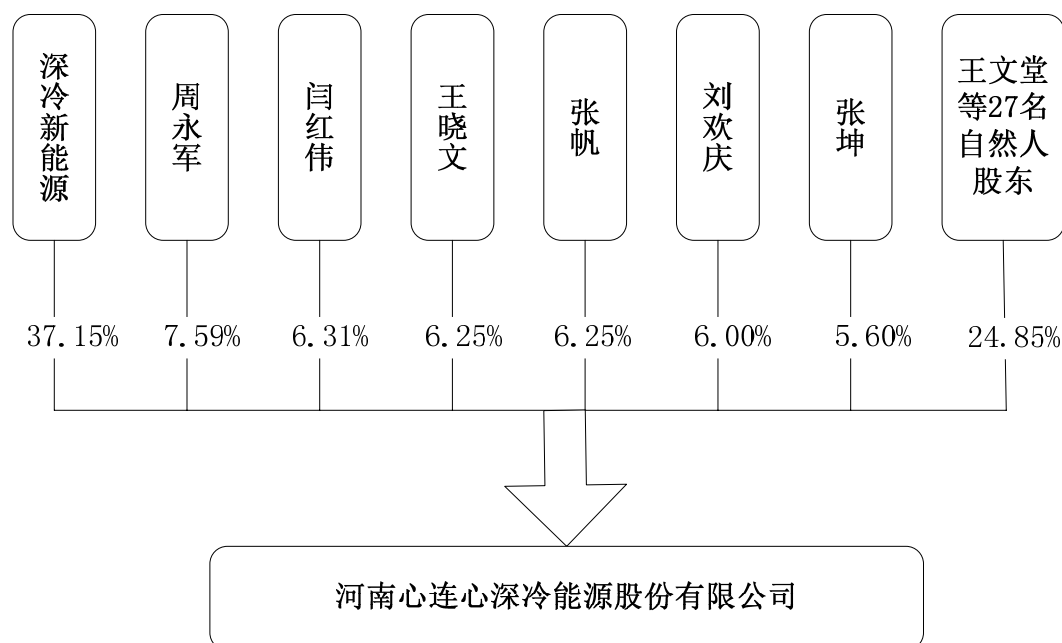 深冷新能源
周永军
闫红伟
王晓文
张帆
刘欢庆
张坤
王文堂
等27名
自然人
股东
37.15%
7.59%
6.31%
6.25%
6.25%
6.00%
5.60%
24.85%
河南心连心深冷能源股份有限公司